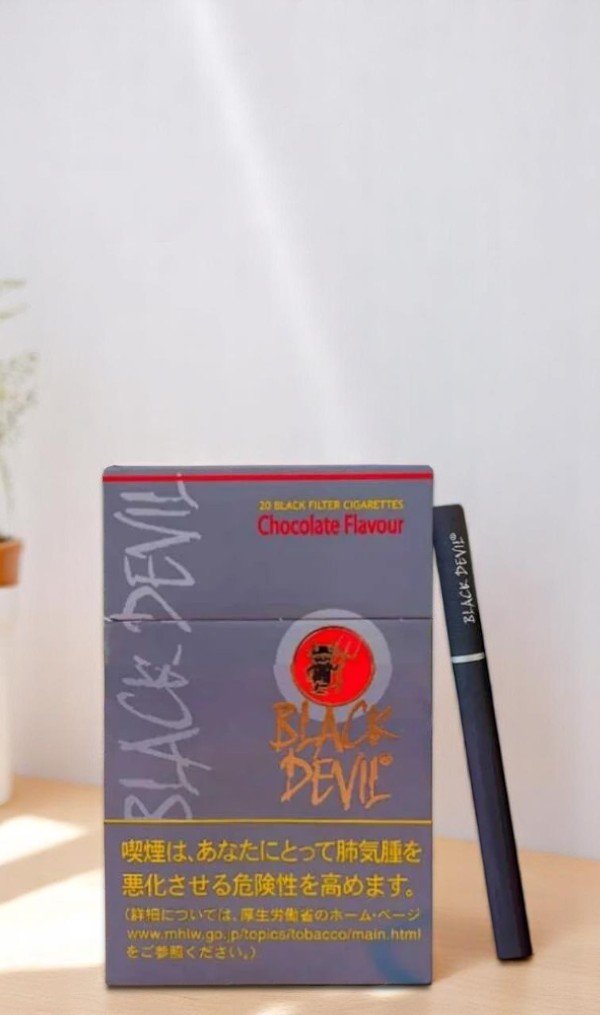 20 BLACK FILTER CIGARETTES
Chocolate Flavour
BLACK DEVIL
BLACK
DEVIL
喫煙は、あなたにとって肺気腫を
悪化させる危険性を高めます。
(詳細については、厚生労働省のホーム・ページ
www.mhlw.go.jp/topics/tobacco/main.html
をご参照ください。)
BLACK DEVIL®